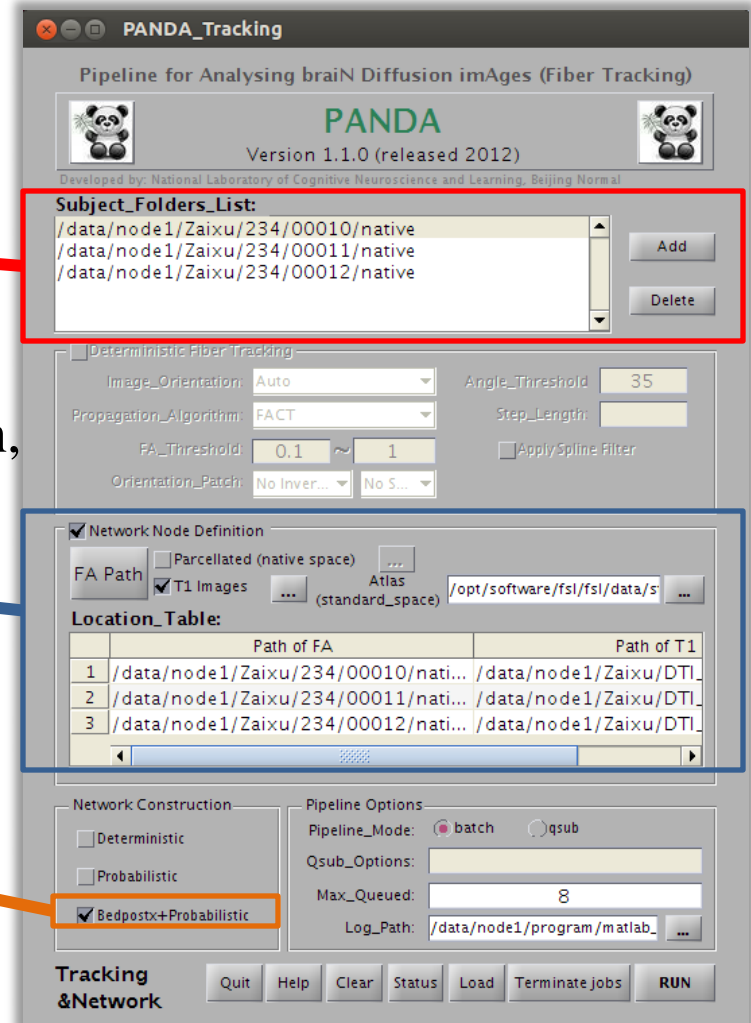 PANDA_Tracking
Pipeline for Analysing braiN Diffusion imAges (Fiber Tracking)
PANDA
Version 1.1.0 (released 2012)
Developed by: National Laboratory of Cognitive Neuroscience and Learning, Beijing Normal
Subject_Folders_List:
/data/node1/Zaixu/234/00010/native
/data/node1/Zaixu/234/00011/native
/data/node1/Zaixu/234/00012/native
Add
Delete
Deterministic Fiber Tracking
Image_Orientation: Auto Angle_Threshold 35
Propagation_Algorithm: FACT Step_Length:
FA_Threshold: 0.1 ~ 1 Apply Spline Filter
Orientation_Patch: No Inver... No S...
Network Node Definition
FA Path
Parcellated (native space) ...
T1 Images ... Atlas (standard_space) /opt/software/fsl/fsl/data/s ...
Location_Table:
Path of FA Path of T1
1 /data/node1/Zaixu/234/00010/nati... /data/node1/Zaixu/DTI_
2 /data/node1/Zaixu/234/00011/nati... /data/node1/Zaixu/DTI_
3 /data/node1/Zaixu/234/00012/nati... /data/node1/Zaixu/DTI_
Network Construction
Deterministic
Probabilistic
Bedpostx+Probabilistic
Pipeline Options
Pipeline_Mode: batch qsub
Qsub_Options:
Max_Queued: 8
Log_Path: /data/node1/program/matlab_ ...
Tracking
&Network
Quit Help Clear Status Load Terminate jobs RUN